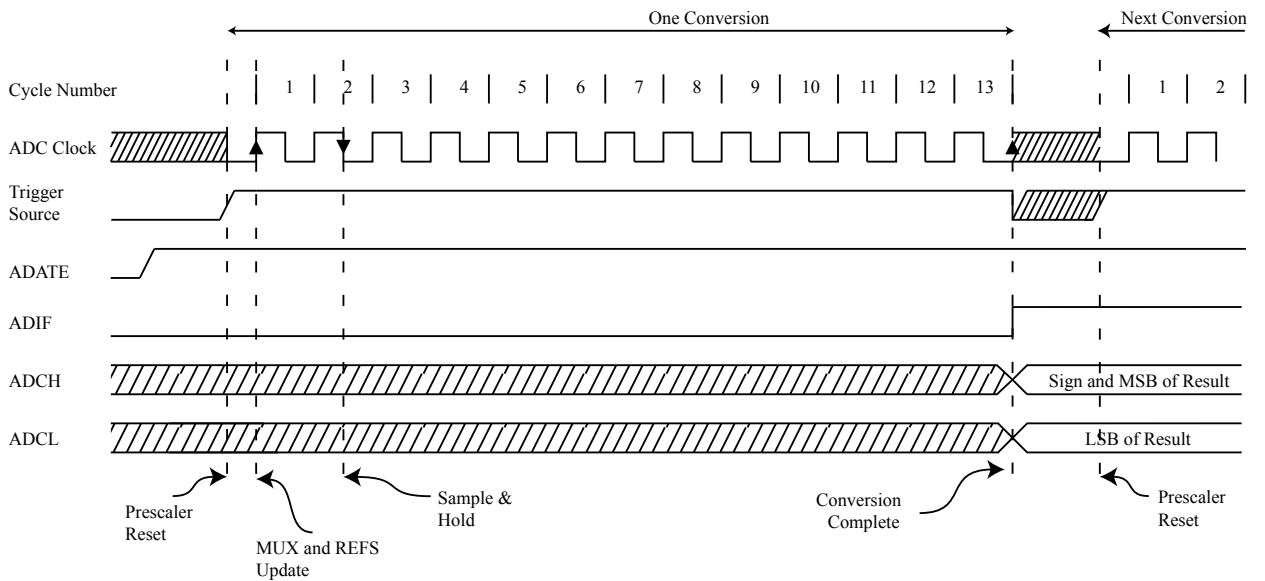 One Conversion
Next Conversion
Cycle Number
1 2 3 4 5 6 7 8 9 10 11 12 13 1 2
ADC Clock
Trigger
Source
ADATE
ADIF
ADCH
Sign and MSB of Result
ADCL
LSB of Result
Prescaler
Reset
MUX and REFS
Update
Sample &
Hold
Conversion
Complete
Prescaler
Reset